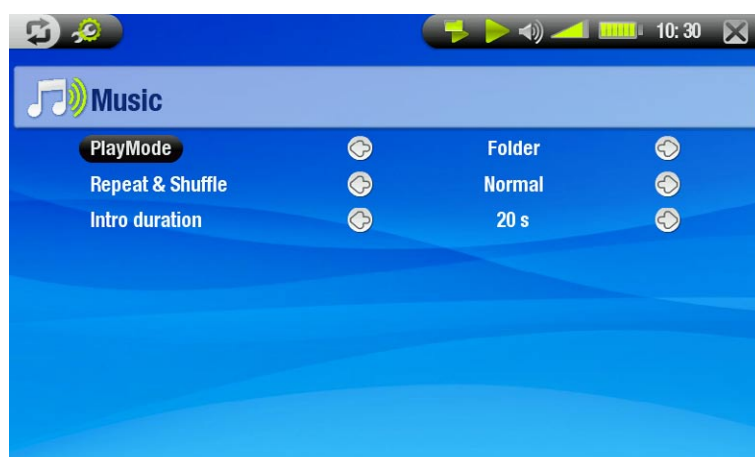 10:30
Music
PlayMode Folder
Repeat & Shuffle Normal
Intro duration 20 s